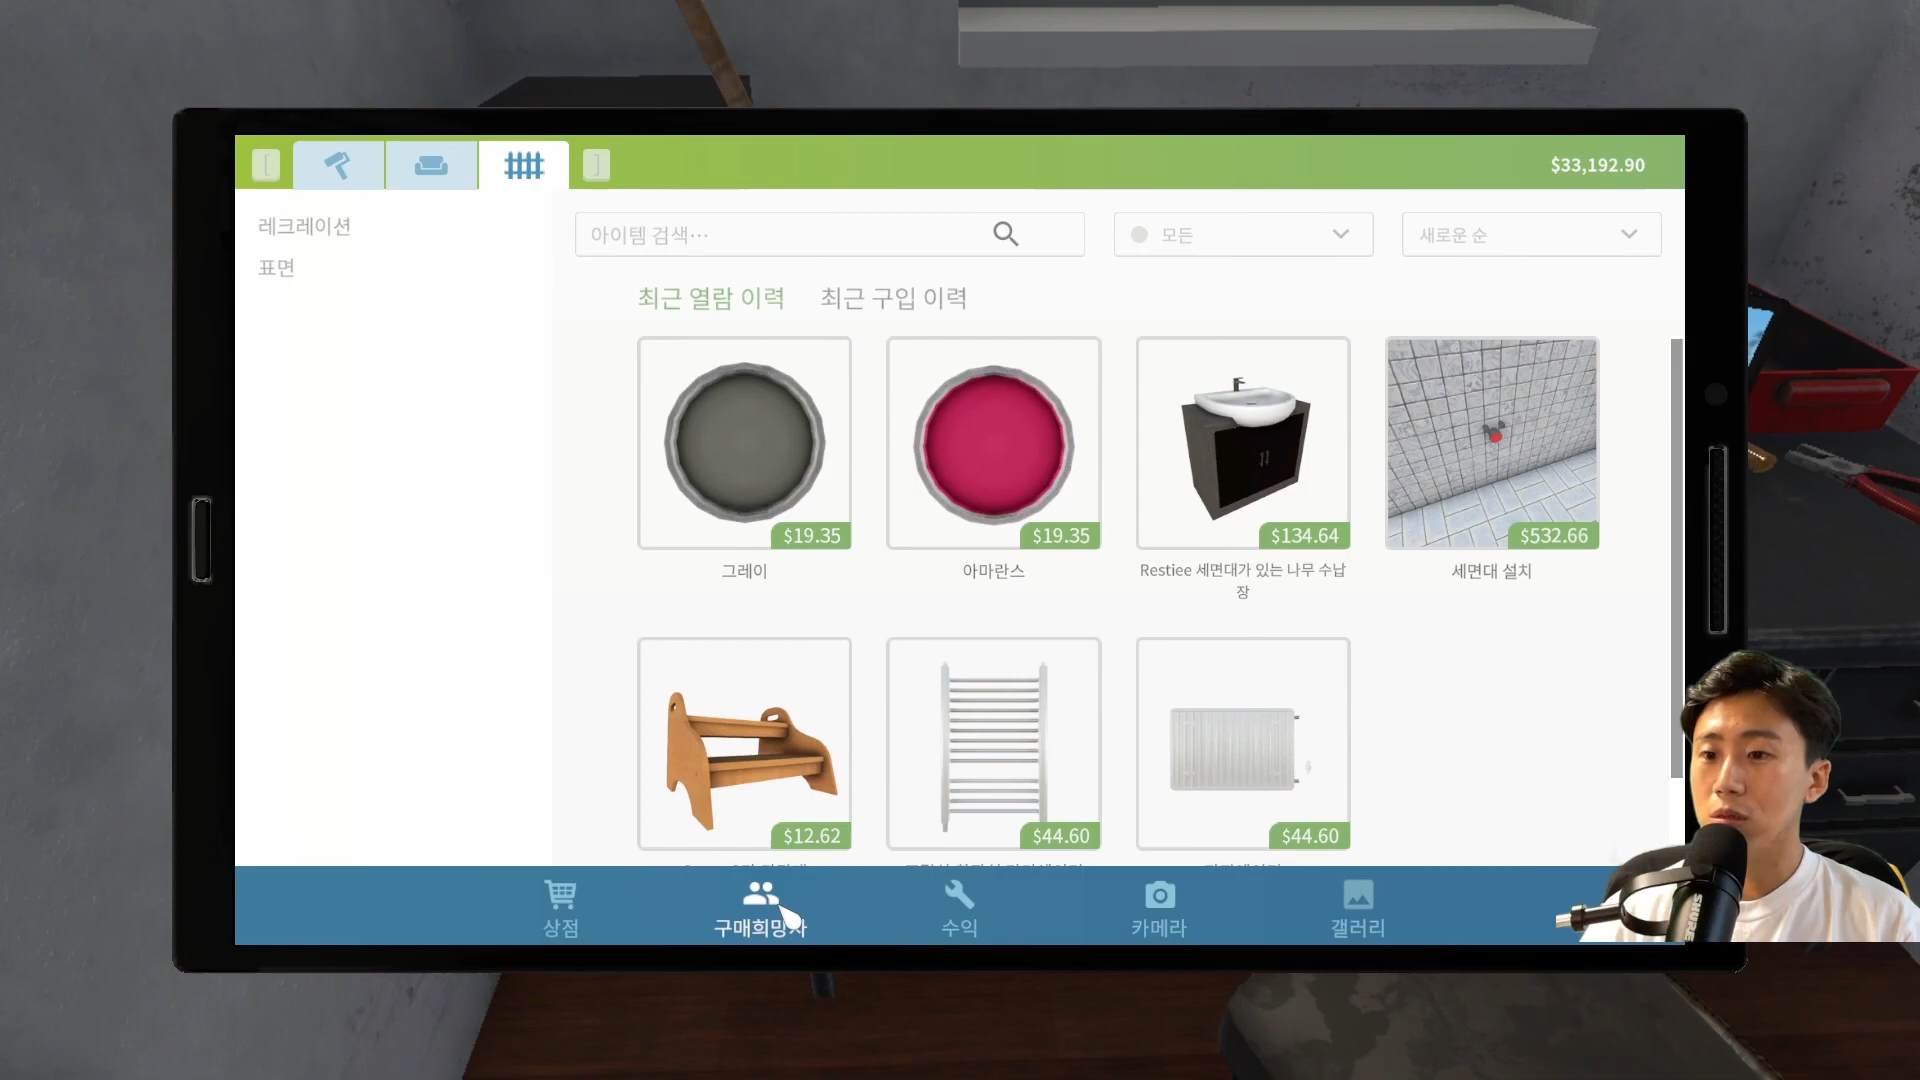 [
]
$33,192.90
레크레이션
표면
아이템 검색…
모든
새로운 순
최근 열람 이력
최근 구입 이력
$19.35
$19.35
$134.64
$532.66
그레이
아마란스
Restiee 세면대가 있는 나무 수납
장
세면대 설치
$12.62
$44.60
$44.60
상점
구매희망자
수익
카메라
갤러리
SHURE